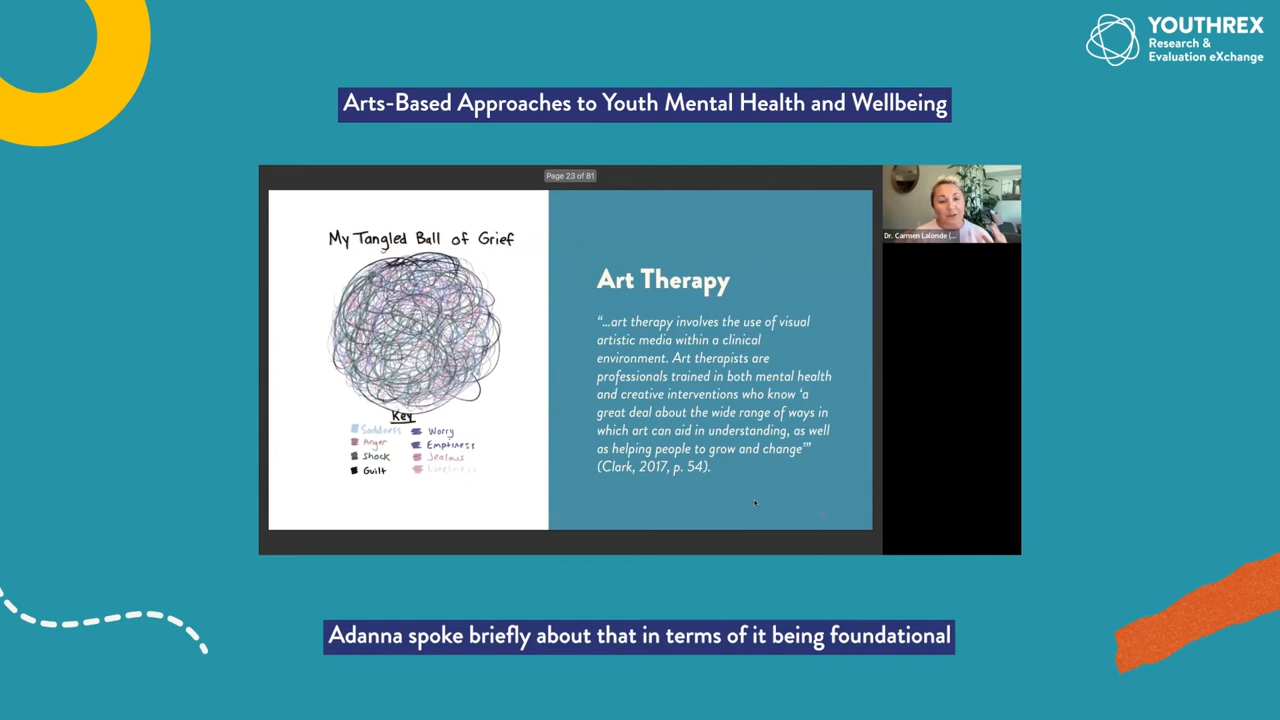 YOUTHREX
Research &
Evaluation eXchange
Arts-Based Approaches to Youth Mental Health and Wellbeing
Page 23 of 81
My Tangled Ball of Grief
Key
Sadness
Worry
Anger
Emptiness
Shock
Jealous
Guilt
Loneliness
Art Therapy
“...art therapy involves the use of visual
artistic media within a clinical
environment. Art therapists are
professionals trained in both mental health
and creative interventions who know ‘a
great deal about the wide range of ways in
which art can aid in understanding, as well
as helping people to grow and change’”
(Clark, 2017, p. 54).
Dr. Carmen Lalonde (...
Adanna spoke briefly about that in terms of it being foundational